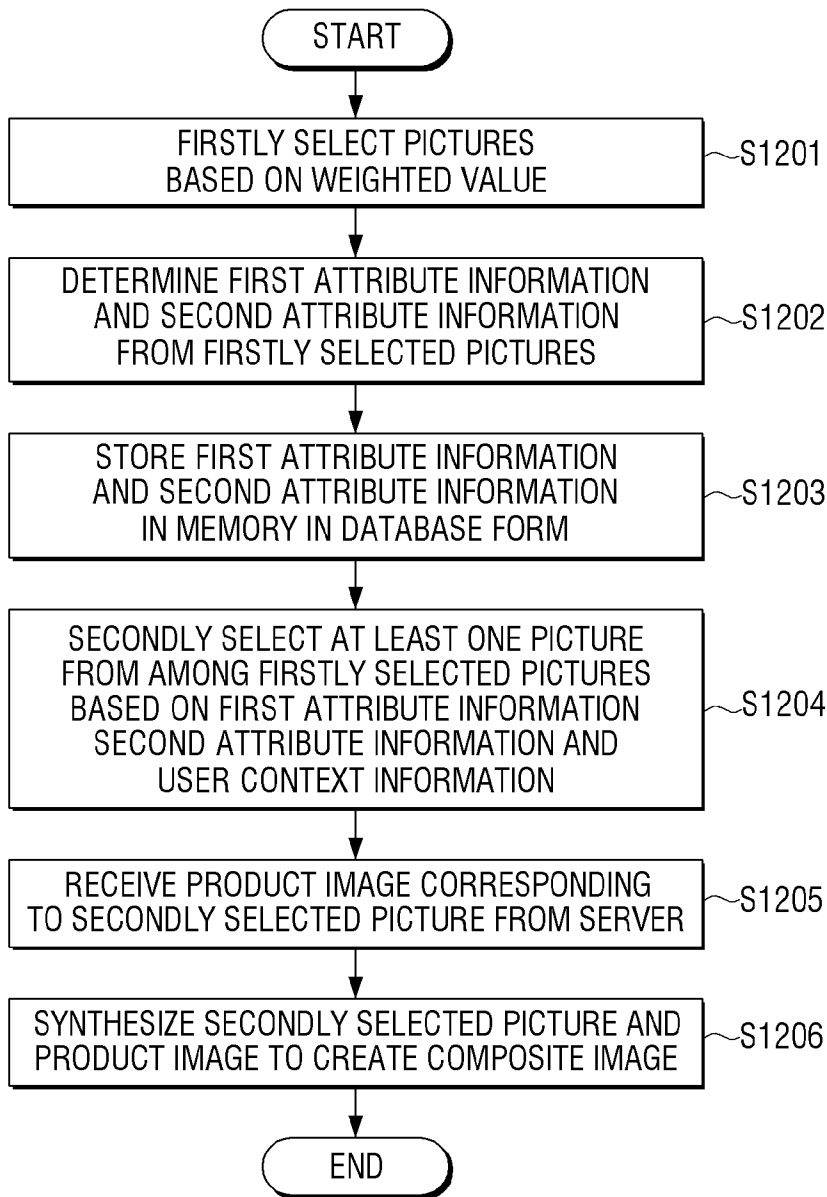 START
FIRSTLY SELECT PICTURES
BASED ON WEIGHTED VALUE
S1201
DETERMINE FIRST ATTRIBUTE INFORMATION
AND SECOND ATTRIBUTE INFORMATION
FROM FIRSTLY SELECTED PICTURES
S1202
STORE FIRST ATTRIBUTE INFORMATION
AND SECOND ATTRIBUTE INFORMATION
IN MEMORY IN DATABASE FORM
S1203
SECONDLY SELECT AT LEAST ONE PICTURE
FROM AMONG FIRSTLY SELECTED PICTURES
BASED ON FIRST ATTRIBUTE INFORMATION
SECOND ATTRIBUTE INFORMATION AND
USER CONTEXT INFORMATION
S1204
RECEIVE PRODUCT IMAGE CORRESPONDING
TO SECONDLY SELECTED PICTURE FROM SERVER
S1205
SYNTHESIZE SECONDLY SELECTED PICTURE AND
PRODUCT IMAGE TO CREATE COMPOSITE IMAGE
S1206
END